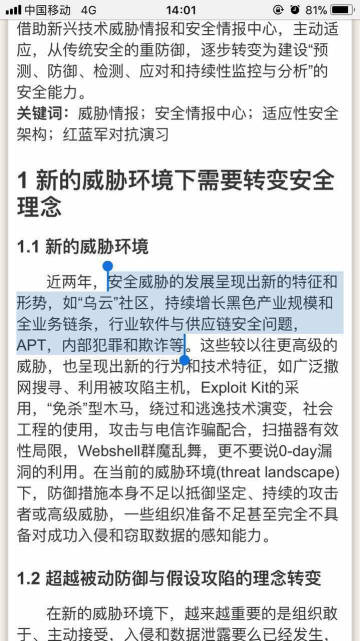 中国移动 4G 14:01 81%
借助新兴技术威胁情报和安全情报中心，主动适
应，从传统安全的重防御，逐步转变为建设“预
测、防御、检测、应对和持续性监控与分析”的
安全能力。
关键词：威胁情报；安全情报中心；适应性安全
架构；红蓝军对抗演习
1 新的威胁环境下需要转变安全
理念
1.1 新的威胁环境
近两年，安全威胁的发展呈现出新的特征和
形势，如“乌云”社区，持续增长黑色产业规模和
全业务链条，行业软件与供应链安全问题，
APT，内部犯罪和欺诈等。这些较以往更高级的
威胁，也呈现出新的行为和技术特征，如广泛撒
网搜寻、利用被攻陷主机，Exploit Kit的采
用，“免杀”型木马，绕过和逃逸技术演变，社会
工程的使用，攻击与电信诈骗配合，扫描器有效
性局限，Webshell群魔乱舞，更不要说0-day漏
洞的利用。在当前的威胁环境(threat landscape)
下，防御措施本身不足以抵御坚定、持续的攻击
者或高级威胁，一些组织准备不足甚至完全不具
备对成功入侵和窃取数据的感知能力。
1.2 超越被动防御与假设攻陷的理念转变
在新的威胁环境下，越来越重要的是组织敢
于、主动接受，入侵和数据泄露要么已经发生，